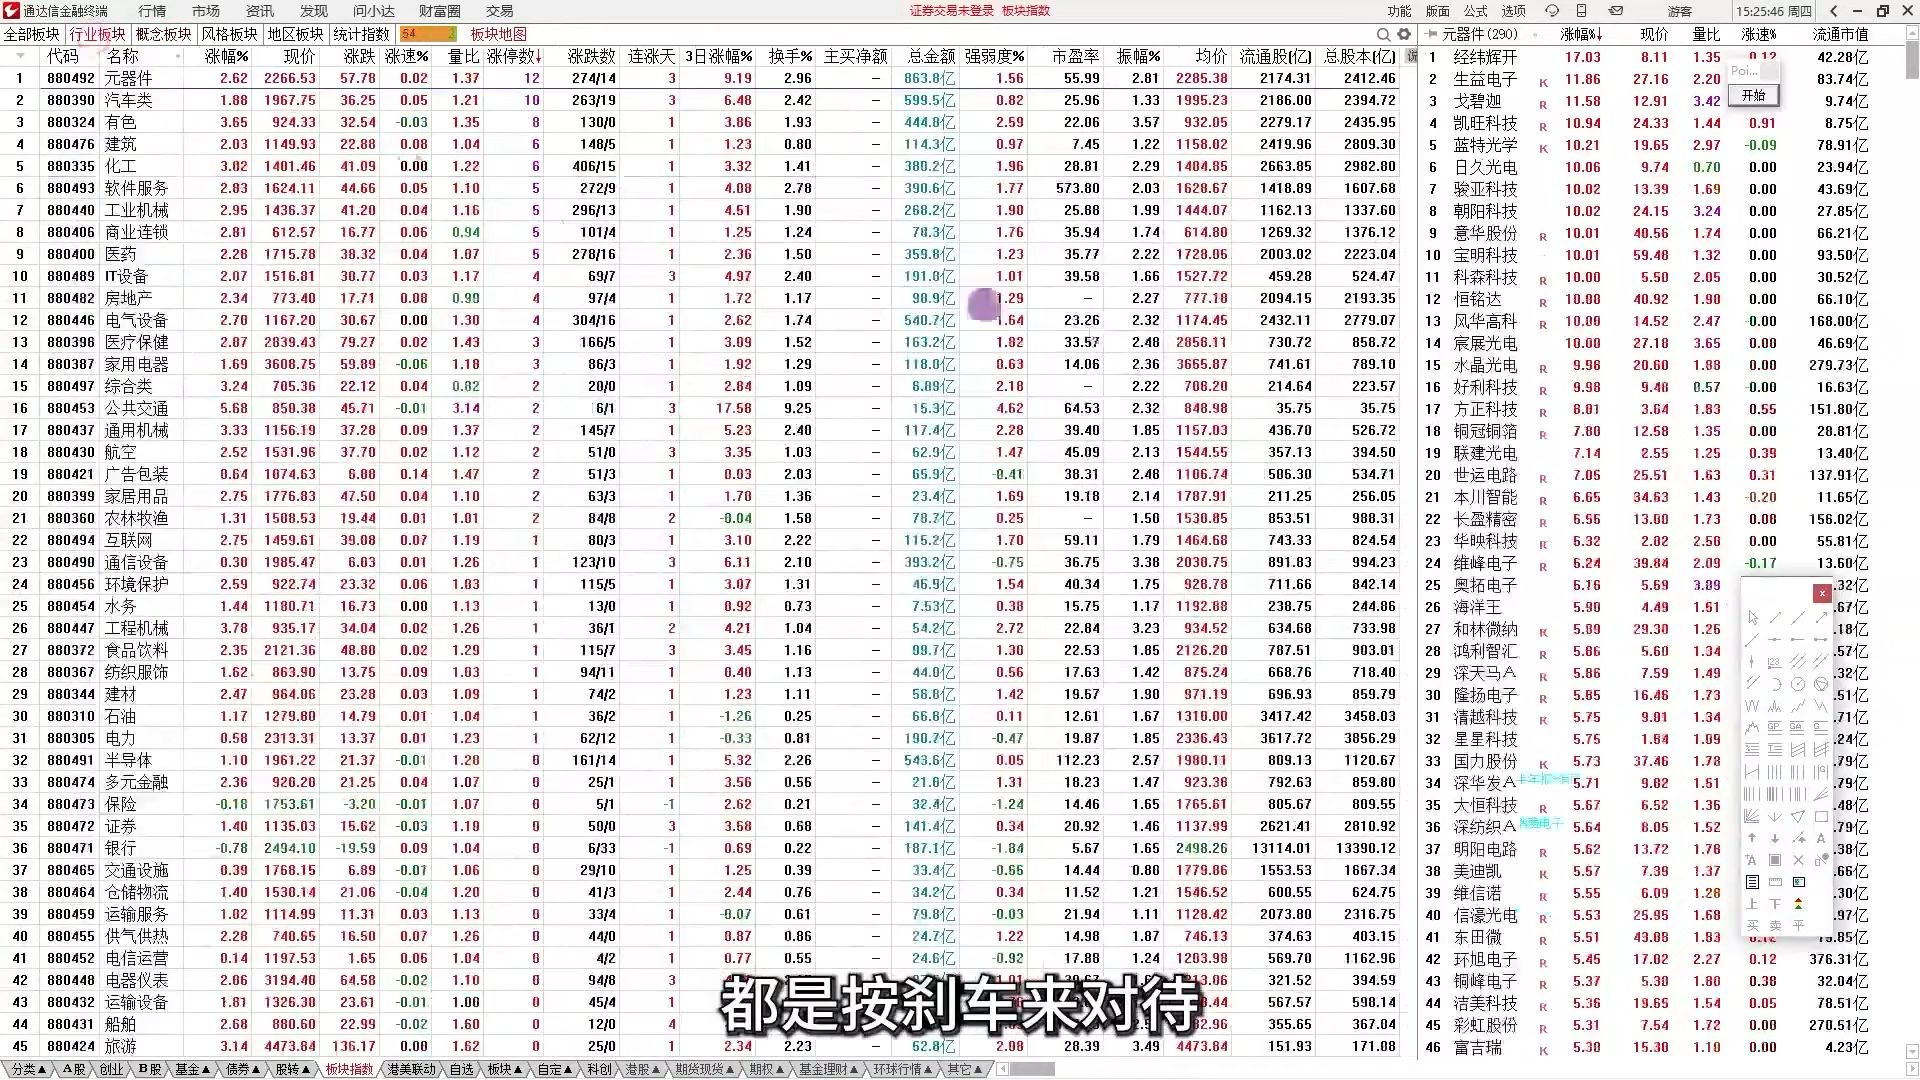 通达信金融终端 行情 市场 资讯 发现 问小达 财富圈 交易 证券交易未登录 板块指数 功能 版面 公式 选项 游客 15:25:46 周四
全部板块 行业板块 概念板块 风格板块 地区板块 统计指数 54 板块地图
代码 名称 涨幅% 现价 涨跌 涨速% 量比 涨停数↓ 涨跌数 连涨天 3日涨幅% 换手% 主买净额 总金额 强弱度% 市盈率 振幅% 均价 流通股(亿) 总股本(亿)
1 880492 元器件 2.62 2266.53 57.78 0.02 1.37 12 274/14 3 9.19 2.96 – 863.8亿 1.56 55.99 2.81 2285.38 2174.31 2412.46
2 880390 汽车类 1.88 1967.75 36.25 0.05 1.21 10 263/19 3 6.48 2.42 – 599.5亿 0.82 25.96 1.33 1995.23 2186.00 2394.72
3 880324 有色 3.65 924.33 32.54 -0.03 1.35 8 130/0 3 3.86 1.93 – 444.8亿 2.59 22.06 3.57 932.05 2279.17 2435.95
4 880476 建筑 2.03 1149.93 22.88 0.08 1.04 6 148/5 1 1.23 0.80 – 114.3亿 0.97 7.45 1.22 1158.02 2419.96 2809.30
5 880335 化工 3.02 1401.46 41.09 0.00 1.22 6 406/15 1 3.32 1.41 – 380.2亿 1.96 28.81 2.29 1404.85 2663.85 2982.80
6 880493 软件服务 2.83 1624.11 44.66 0.05 1.10 5 272/9 1 4.08 2.78 – 390.6亿 1.77 573.80 2.03 1628.67 1418.89 1607.68
7 880440 工业机械 2.95 1436.37 41.20 0.04 1.16 5 296/13 1 4.51 1.90 – 268.2亿 1.90 25.88 1.99 1444.07 1162.13 1337.60
8 880406 商业连锁 2.81 612.57 16.77 0.06 0.94 5 101/4 1 1.25 1.24 – 78.3亿 1.76 35.94 1.74 614.80 1269.32 1376.12
9 880400 医药 2.28 1715.78 38.32 0.04 1.07 5 278/16 1 2.36 1.50 – 359.8亿 1.23 35.77 2.22 1728.96 2003.02 2223.04
10 880489 IT设备 2.07 1516.81 30.77 0.03 1.17 4 69/7 3 4.97 2.40 – 191.0亿 1.01 39.58 1.66 1527.72 459.28 524.47
11 880482 房地产 2.34 773.40 17.71 0.08 0.99 4 97/4 1 1.72 1.17 – 90.9亿 1.29 – 2.27 777.18 2094.15 2193.35
12 880446 电气设备 2.70 1167.20 30.67 0.00 1.30 4 304/16 1 2.62 1.74 – 540.7亿 1.64 23.26 2.32 1174.45 2432.11 2779.07
13 880398 医疗保健 2.87 2839.43 79.27 0.02 1.43 3 166/5 1 3.09 1.52 – 163.2亿 1.82 33.57 2.48 2858.11 730.72 858.72
14 880387 家用电器 1.69 3608.75 59.89 -0.06 1.18 3 86/3 1 1.92 1.29 – 118.0亿 0.63 14.06 2.36 3665.87 741.61 789.10
15 880497 综合类 3.24 705.36 22.12 0.04 0.82 2 20/0 1 2.84 1.09 – 6.89亿 2.18 – 2.22 708.20 214.64 223.57
16 880453 公共交通 5.68 850.38 45.71 -0.01 3.14 2 6/1 3 17.58 9.25 – 15.3亿 4.62 64.53 2.32 848.98 35.75 35.75
17 880437 通用机械 3.33 1156.19 37.28 0.09 1.37 2 145/7 1 5.23 2.40 – 117.4亿 2.28 39.40 1.85 1157.03 436.70 526.72
18 880430 航空 2.52 1531.96 37.70 0.02 1.12 2 51/0 3 3.35 1.03 – 62.9亿 1.47 45.09 2.13 1544.55 357.13 394.50
19 880421 广告包装 0.64 1074.63 6.88 0.14 1.47 2 51/3 1 0.03 2.03 – 65.9亿 -0.41 38.31 2.48 1106.74 506.30 534.71
20 880399 家居用品 2.75 1776.83 47.50 0.04 1.10 2 63/3 1 1.70 1.36 – 23.4亿 1.69 19.18 2.14 1787.91 211.25 256.05
21 880360 农林牧渔 1.31 1508.53 19.44 0.01 1.01 2 84/8 2 -0.04 1.58 – 78.7亿 0.25 – 1.50 1530.85 853.51 988.31
22 880494 互联网 2.75 1459.61 39.08 0.07 1.19 1 80/3 1 3.10 2.22 – 115.2亿 1.70 59.11 1.79 1464.68 743.33 824.54
23 880490 通信设备 0.30 1985.47 6.03 0.01 1.26 1 123/10 3 6.11 2.10 – 393.2亿 -0.75 36.75 3.38 2030.75 891.83 994.23
24 880456 环境保护 2.59 922.74 23.32 0.06 1.03 1 115/5 1 3.07 1.31 – 46.9亿 1.54 40.34 1.75 928.78 711.66 842.14
25 880454 水务 1.44 1180.71 16.73 0.00 1.13 1 13/0 1 0.92 0.73 – 7.53亿 0.38 15.75 1.17 1192.88 238.75 244.86
26 880447 工程机械 3.78 935.17 34.04 0.02 1.26 1 36/1 2 4.21 1.04 – 54.2亿 2.72 22.84 3.23 934.52 634.68 733.98
27 880372 食品饮料 2.35 2121.36 48.80 0.02 1.29 1 115/7 3 3.45 1.16 – 99.7亿 1.30 22.53 1.85 2126.20 787.51 903.01
28 880367 纺织服饰 1.62 863.90 13.75 0.09 1.03 1 94/11 1 0.40 1.13 – 44.0亿 0.56 17.63 1.42 875.24 668.76 718.40
29 880344 建材 2.47 964.06 23.28 0.03 1.09 1 74/2 1 1.23 1.11 – 56.8亿 1.42 19.57 1.90 971.19 696.93 859.79
30 880310 石油 1.17 1279.80 14.79 0.01 1.04 1 36/2 1 -1.26 0.25 – 66.8亿 0.11 12.61 1.67 1310.00 3417.42 3458.03
31 880305 电力 0.58 2313.31 13.37 0.01 1.23 1 62/12 1 -0.33 0.81 – 190.7亿 -0.47 19.87 1.85 2336.43 3617.72 3856.29
32 880491 半导体 1.10 1961.22 21.37 -0.01 1.28 0 161/14 1 5.32 2.26 – 543.6亿 0.05 112.23 2.57 1980.11 809.13 1120.67
33 880474 多元金融 2.36 920.20 21.25 0.04 1.07 0 25/1 1 3.56 0.56 – 21.8亿 1.31 18.23 1.47 923.36 792.63 859.80
34 880473 保险 -0.18 1753.61 -3.20 -0.01 1.07 0 5/1 -1 2.62 0.21 – 32.4亿 -1.24 14.46 1.65 1765.61 805.67 809.55
35 880472 证券 1.40 1135.03 15.62 -0.03 1.19 0 50/0 3 3.58 0.68 – 141.4亿 0.34 20.92 1.46 1137.99 2621.41 2810.92
36 880471 银行 -0.78 2494.10 -19.59 0.09 1.04 0 6/33 -1 0.69 0.22 – 187.1亿 -1.84 5.67 1.65 2498.26 13114.01 13390.12
37 880465 交通设施 0.39 1768.15 6.89 -0.01 1.06 0 29/10 1 1.25 0.39 – 33.4亿 -0.66 14.44 0.80 1779.86 1553.53 1667.34
38 880464 仓储物流 1.40 1530.14 21.06 -0.04 1.20 0 41/3 1 2.44 0.76 – 34.2亿 0.34 11.52 1.21 1546.52 600.55 624.75
39 880459 运输服务 1.02 1114.99 11.31 0.03 1.13 0 33/4 1 -0.07 0.61 – 79.8亿 -0.03 21.94 1.11 1128.42 2073.80 2316.75
40 880455 供气供热 2.28 740.65 16.50 0.07 1.26 0 44/0 1 0.87 0.86 – 24.7亿 1.22 14.98 1.87 746.13 374.63 403.15
41 880452 电信运营 0.14 1197.53 1.65 0.06 1.04 0 4/2 1 0.77 0.55 – 24.6亿 -0.92 17.88 1.24 1203.98 569.70 1162.96
42 880448 电器仪表 2.06 3194.40 64.58 -0.02 1.10 0 94/8 3 321.52 394.59
43 880432 运输设备 1.81 1326.30 23.61 -0.01 1.00 0 45/4 1 567.57 598.14
44 880431 船舶 2.68 880.60 22.99 -0.02 1.60 0 12/0 4 355.65 367.04
45 880424 旅游 3.14 4473.84 136.17 0.00 1.62 0 25/0 1 2.34 2.23 – 52.8亿 2.08 28.39 3.49 4473.84 151.93 171.08
都是按刹车来对待
元器件(290) 涨幅%↓ 现价 量比 涨速% 流通市值
1 经纬辉开 17.03 8.11 1.35 0.12 42.28亿
2 生益电子 K 11.86 27.16 2.20 83.74亿
3 戈碧迦 R 11.58 12.91 3.42 9.74亿
4 凯旺科技 R 10.94 24.33 1.44 0.91 8.75亿
5 蓝特光学 K 10.21 19.65 2.97 -0.09 78.91亿
6 日久光电 10.06 9.74 0.70 0.00 23.94亿
7 骏亚科技 10.02 13.39 1.69 0.00 43.69亿
8 朝阳科技 10.02 24.15 3.24 0.00 27.85亿
9 意华股份 R 10.01 40.56 1.74 0.00 66.21亿
10 宝明科技 10.01 59.48 1.32 0.00 93.50亿
11 科森科技 R 10.00 5.50 2.05 0.00 30.52亿
12 恒铭达 R 10.00 40.92 1.90 0.00 66.10亿
13 风华高科 R 10.00 14.52 2.47 -0.00 168.00亿
14 宸展光电 10.00 27.18 3.65 0.00 46.69亿
15 水晶光电 R 9.98 20.60 1.88 0.00 279.73亿
16 好利科技 R 9.98 9.48 0.57 -0.00 16.63亿
17 方正科技 R 8.01 3.64 1.83 0.55 151.80亿
18 铜冠铜箔 R 7.80 12.58 1.35 0.00 28.81亿
19 联建光电 7.14 2.55 1.25 0.39 13.40亿
20 世运电路 R 7.05 25.51 1.63 0.31 137.91亿
21 本川智能 R 6.65 34.63 1.43 -0.20 11.65亿
22 长盈精密 R 6.56 13.00 1.73 0.08 156.02亿
23 华映科技 R 6.32 2.02 2.50 0.00 55.81亿
24 维峰电子 R 6.24 39.84 2.09 -0.17 13.60亿
25 奥拓电子 R 6.16 5.69 3.09
26 海洋王 5.90 4.49 1.51
27 和林微纳 K 5.89 29.30 1.26
28 鸿利智汇 R 5.86 5.60 1.34
29 深天马A R 5.86 7.59 1.49
30 隆扬电子 R 5.85 16.46 1.73
31 清越科技 K 5.75 9.01 1.34
32 星星科技 5.75 1.84 1.09
33 国力股份 K 5.73 37.46 1.78
34 深华发A 5.71 9.82 1.51
35 大恒科技 R 5.67 6.52 1.36
36 深纺织A 5.64 8.05 1.52
37 明阳电路 R 5.62 13.72 1.76
38 美迪凯 K 5.57 7.39 1.37
39 维信诺 R 5.55 6.09 1.28
40 信濠光电 R 5.53 25.95 1.68
41 东田微 R 5.51 43.08 1.83 0.12
42 环旭电子 R 5.45 17.02 2.27 0.12 376.31亿
43 铜峰电子 R 5.37 5.30 1.80 0.38 32.04亿
44 洁美科技 R 5.36 19.65 1.54 0.05 78.51亿
45 彩虹股份 R 5.31 7.54 1.72 0.00 270.51亿
46 富吉瑞 K 5.30 15.30 1.10 0.00 4.23亿
Poi...
开始
上 下
买 卖 平
分类▲ A股 创业 B股 基金▲ 债券▲ 股转▲ 板块指数 港美联动 自选 板块▲ 自定▲ 科创 港股▲ 期货现货▲ 期权▲ 基金理财▲ 环球行情▲ 其它▲